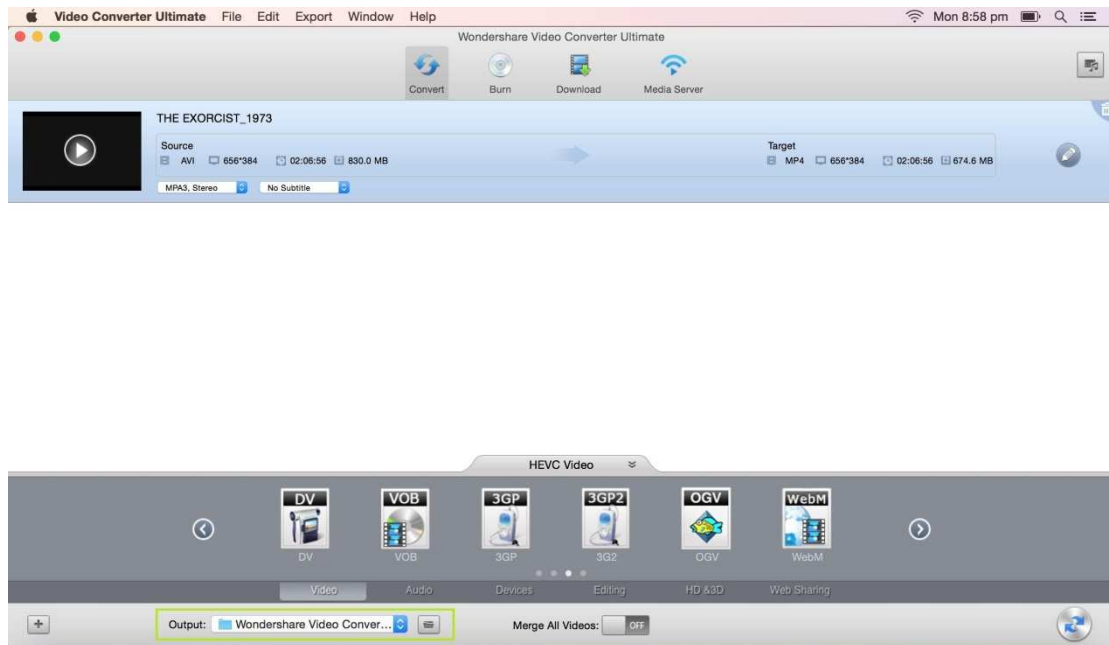 Video Converter Ultimate File Edit Export Window Help Mon 8:58 pm
Wondershare Video Converter Ultimate
Convert Burn Download Media Server
THE EXORCIST_1973
Source Target
AVI 656*384 02:06:56 830.0 MB MP4 656*384 02:06:56 674.6 MB
MPA3, Stereo No Subtitle
HEVC Video
DV VOB 3GP 3GP2 OGV WebM
DV VOB 3GP 3G2 OGV WebM
Video Audio Devices Editing HD &3D Web Sharing
Output: Wondershare Video Conver... Merge All Videos: OFF